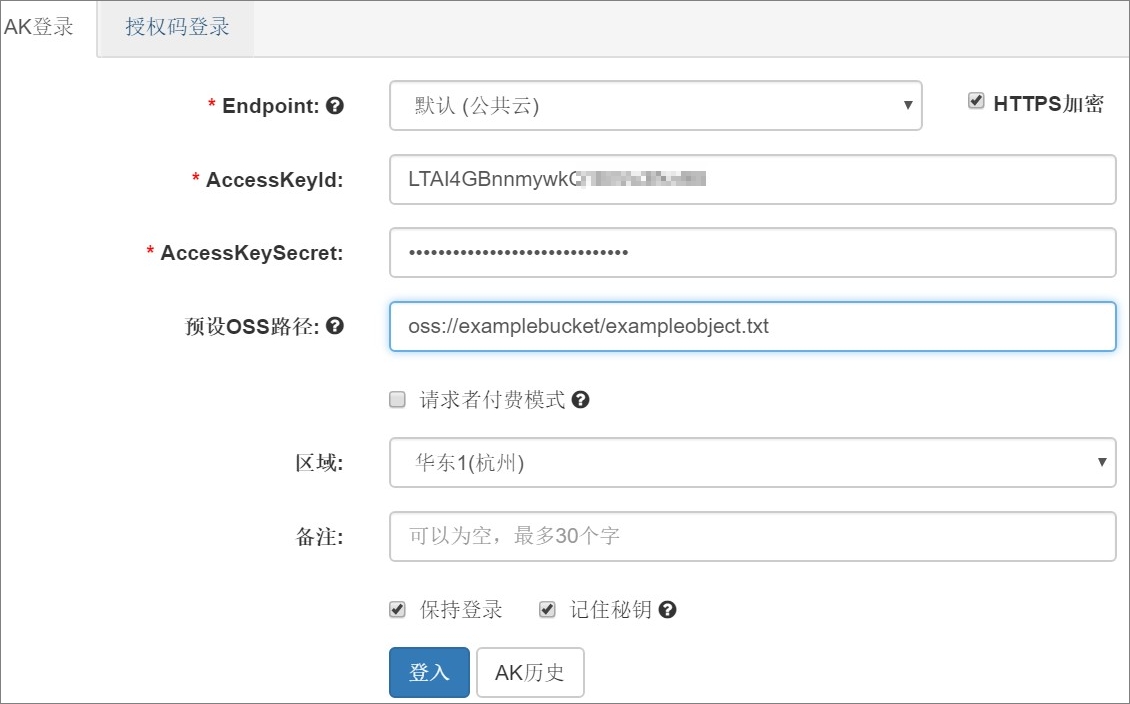 AK登录 授权码登录
* Endpoint: 默认 (公共云) HTTPS加密
* AccessKeyId: LTAI4GBnnmywk
* AccessKeySecret: ••••••••••••••••••••••••••••••
预设OSS路径: oss://examplebucket/exampleobject.txt
请求者付费模式
区域: 华东1(杭州)
备注: 可以为空，最多30个字
保持登录 记住秘钥
登入 AK历史